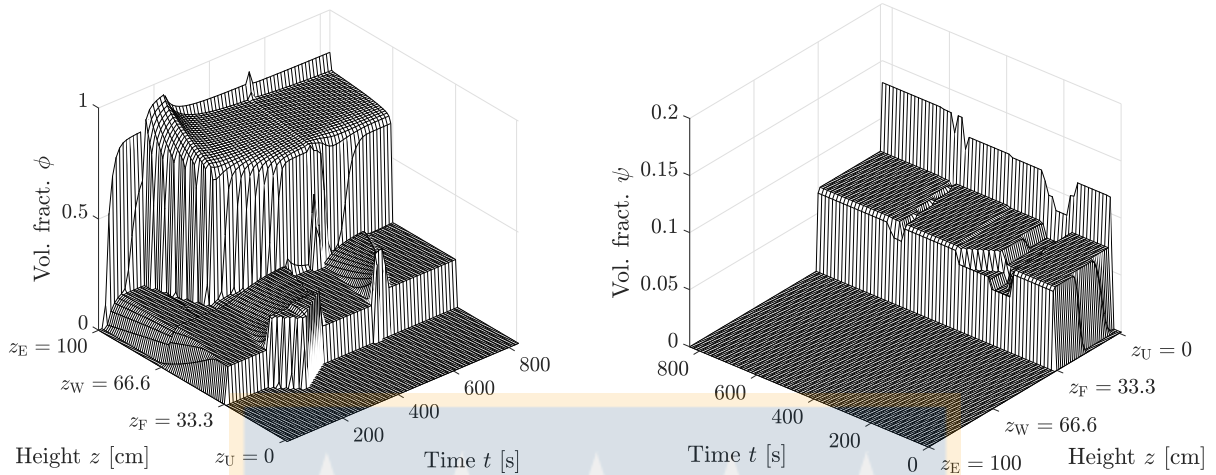 1
0.5
0
Vol. fract. ϕ
z_E = 100
z_W = 66.6
z_F = 33.3
z_U = 0
Height z [cm]
200
400
600
800
Time t [s]
0.2
0.15
0.1
0.05
0
Vol. fract. ψ
800
600
400
200
0
Time t [s]
z_U = 0
z_F = 33.3
z_W = 66.6
z_E = 100
Height z [cm]